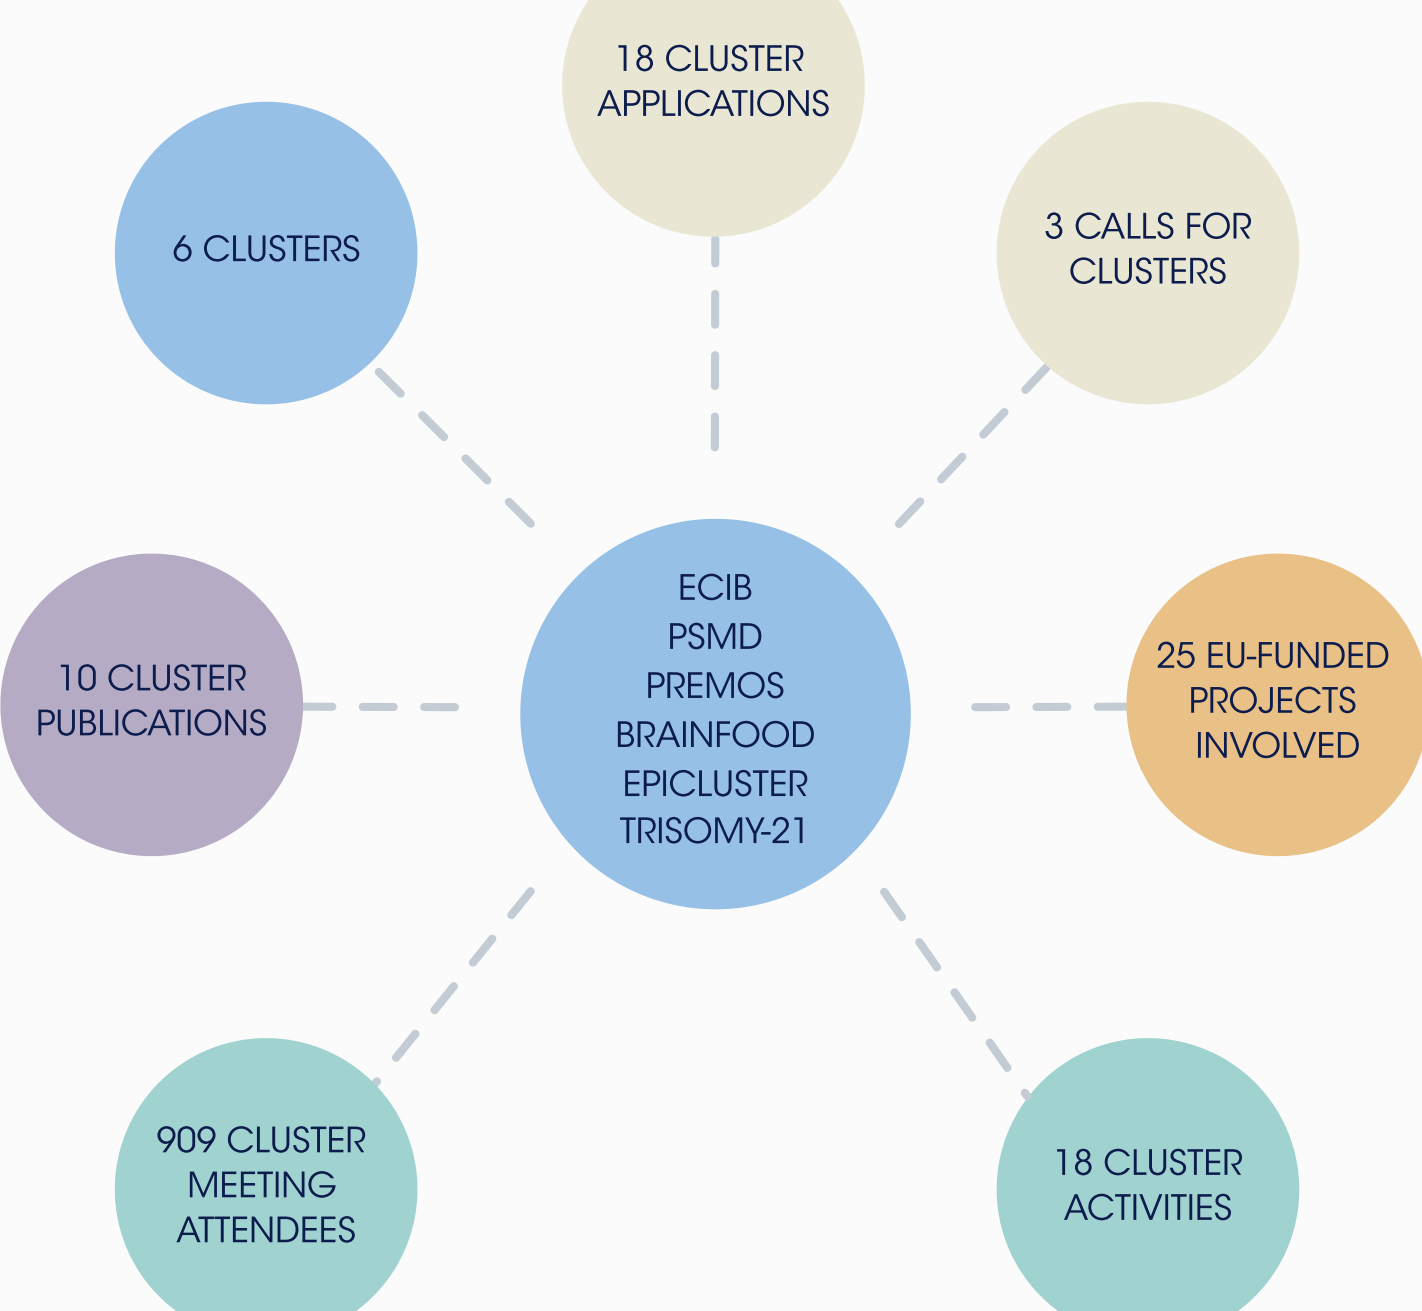 18 CLUSTER
APPLICATIONS
6 CLUSTERS
3 CALLS FOR
CLUSTERS
ECIB
PSMD
PREMOS
BRAINFOOD
EPICLUSTER
TRISOMY-21
10 CLUSTER
PUBLICATIONS
25 EU-FUNDED
PROJECTS
INVOLVED
909 CLUSTER
MEETING
ATTENDEES
18 CLUSTER
ACTIVITIES